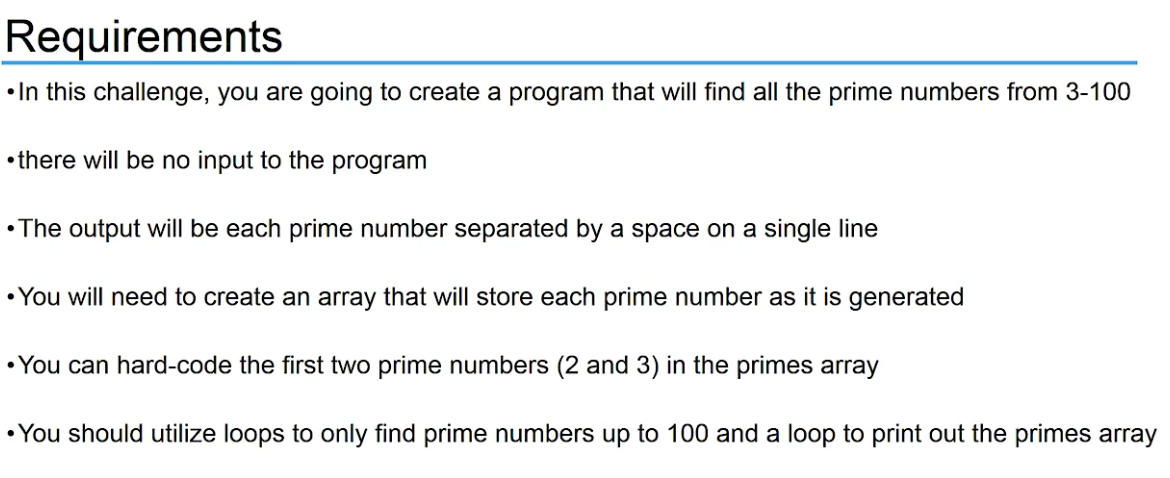 Requirements
•In this challenge, you are going to create a program that will find all the prime numbers from 3-100
•there will be no input to the program
•The output will be each prime number separated by a space on a single line
•You will need to create an array that will store each prime number as it is generated
•You can hard-code the first two prime numbers (2 and 3) in the primes array
•You should utilize loops to only find prime numbers up to 100 and a loop to print out the primes array